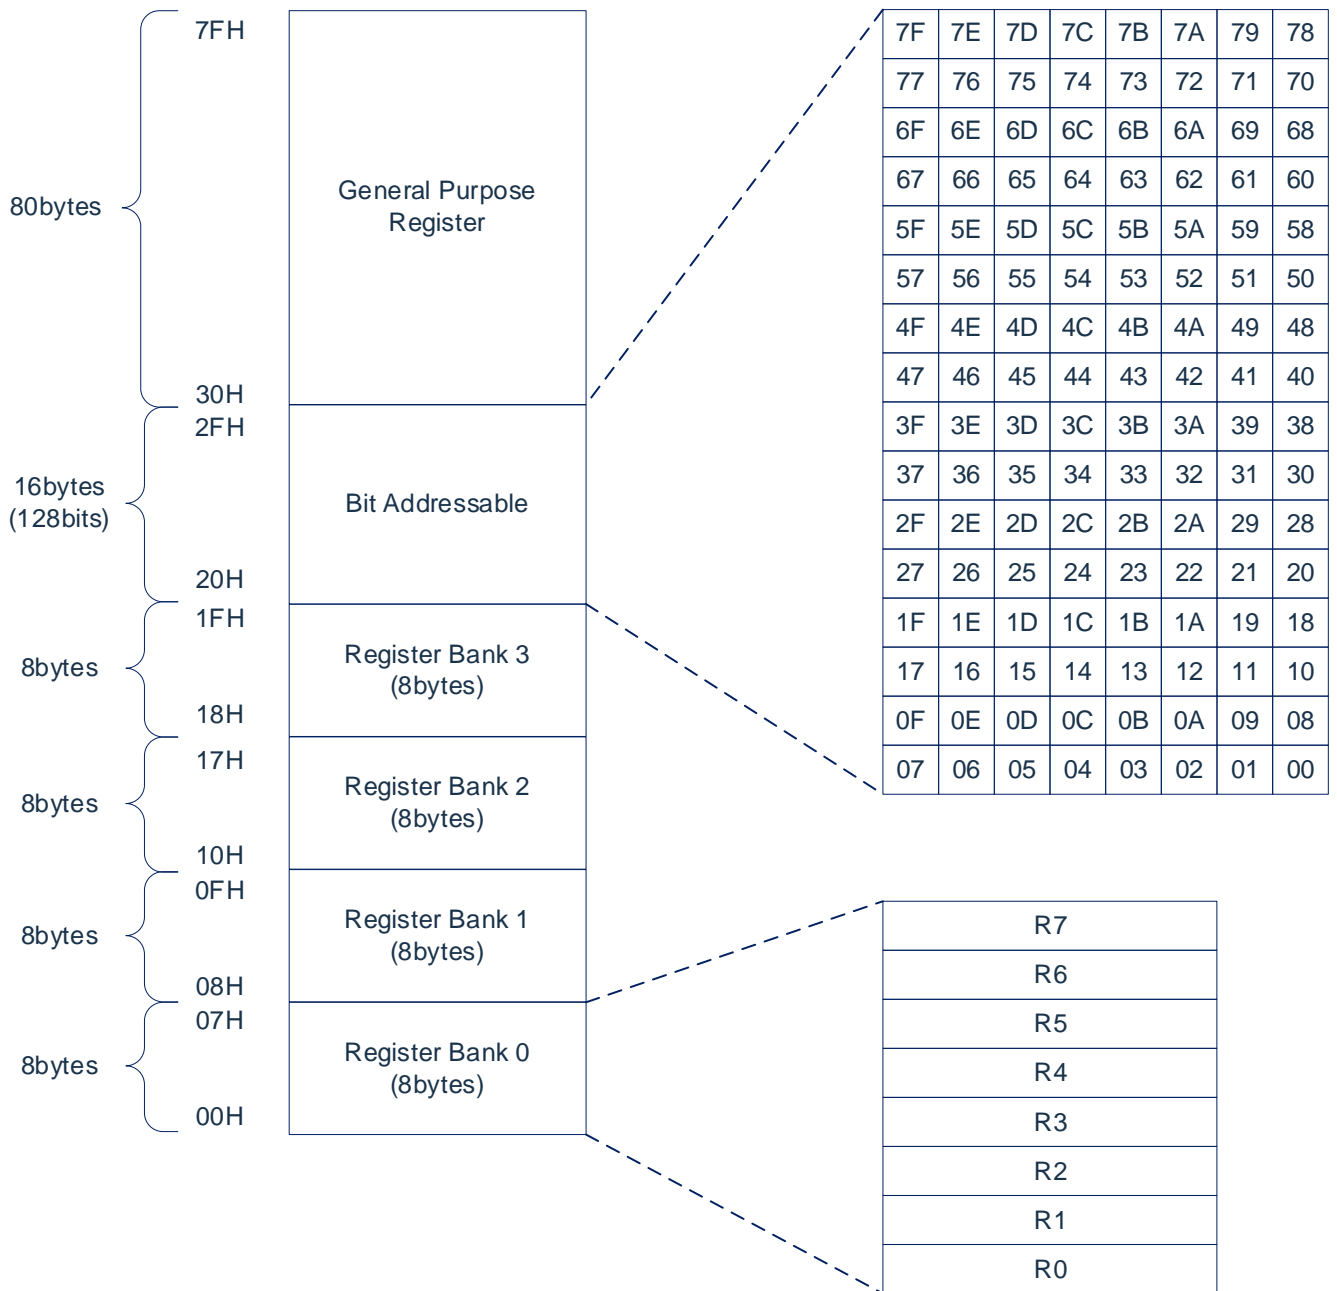 7FH
80bytes
General Purpose
Register
30H
2FH
16bytes
(128bits)
Bit Addressable
20H
1FH
8bytes
Register Bank 3
(8bytes)
18H
17H
8bytes
Register Bank 2
(8bytes)
10H
0FH
8bytes
Register Bank 1
(8bytes)
08H
07H
8bytes
Register Bank 0
(8bytes)
00H
7F 7E 7D 7C 7B 7A 79 78
77 76 75 74 73 72 71 70
6F 6E 6D 6C 6B 6A 69 68
67 66 65 64 63 62 61 60
5F 5E 5D 5C 5B 5A 59 58
57 56 55 54 53 52 51 50
4F 4E 4D 4C 4B 4A 49 48
47 46 45 44 43 42 41 40
3F 3E 3D 3C 3B 3A 39 38
37 36 35 34 33 32 31 30
2F 2E 2D 2C 2B 2A 29 28
27 26 25 24 23 22 21 20
1F 1E 1D 1C 1B 1A 19 18
17 16 15 14 13 12 11 10
0F 0E 0D 0C 0B 0A 09 08
07 06 05 04 03 02 01 00
R7
R6
R5
R4
R3
R2
R1
R0